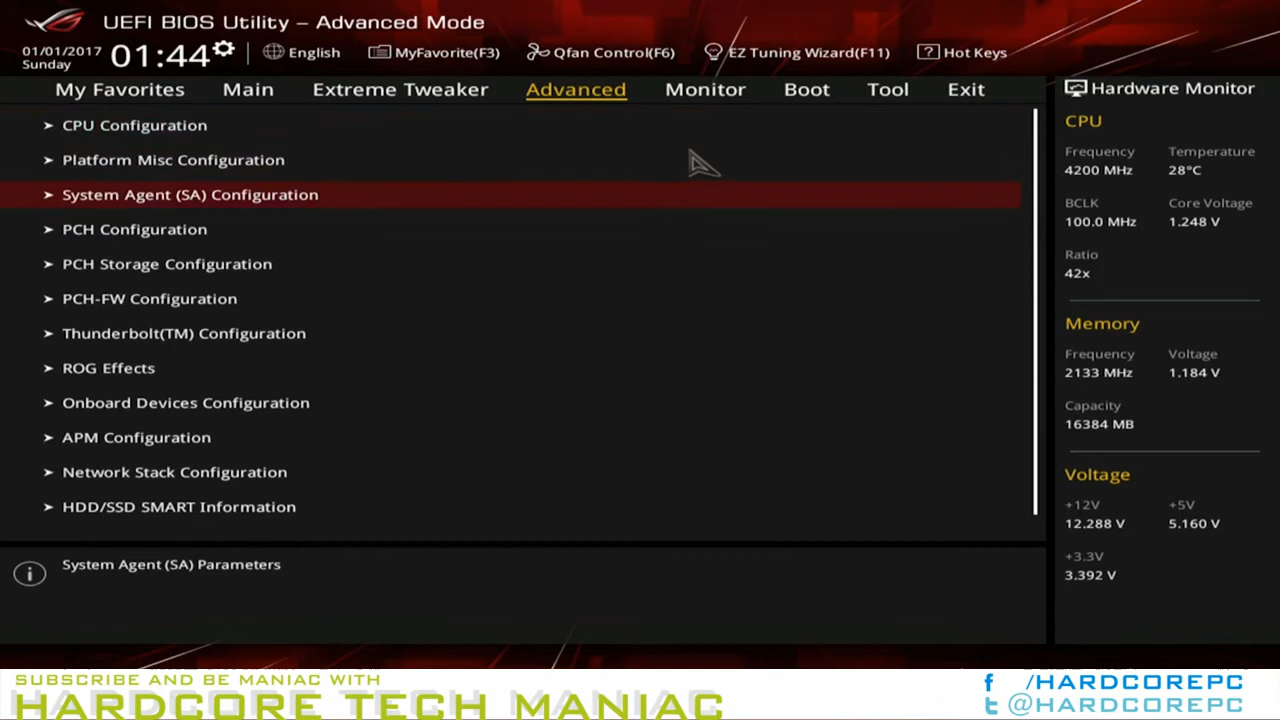 UEFI BIOS Utility – Advanced Mode
01/01/2017
Sunday
01:44
English
MyFavorite(F3)
Qfan Control(F6)
EZ Tuning Wizard(F11)
? Hot Keys
My Favorites Main Extreme Tweaker Advanced Monitor Boot Tool Exit
Hardware Monitor
CPU Configuration
Platform Misc Configuration
System Agent (SA) Configuration
PCH Configuration
PCH Storage Configuration
PCH-FW Configuration
Thunderbolt(TM) Configuration
ROG Effects
Onboard Devices Configuration
APM Configuration
Network Stack Configuration
HDD/SSD SMART Information
System Agent (SA) Parameters
CPU
Frequency Temperature
4200 MHz 28°C
BCLK Core Voltage
100.0 MHz 1.248 V
Ratio
42x
Memory
Frequency Voltage
2133 MHz 1.184 V
Capacity
16384 MB
Voltage
+12V +5V
12.288 V 5.160 V
+3.3V
3.392 V
SUBSCRIBE AND BE MANIAC WITH
HARDCORE TECH MANIAC
f /HARDCOREPC
t @HARDCOREPC